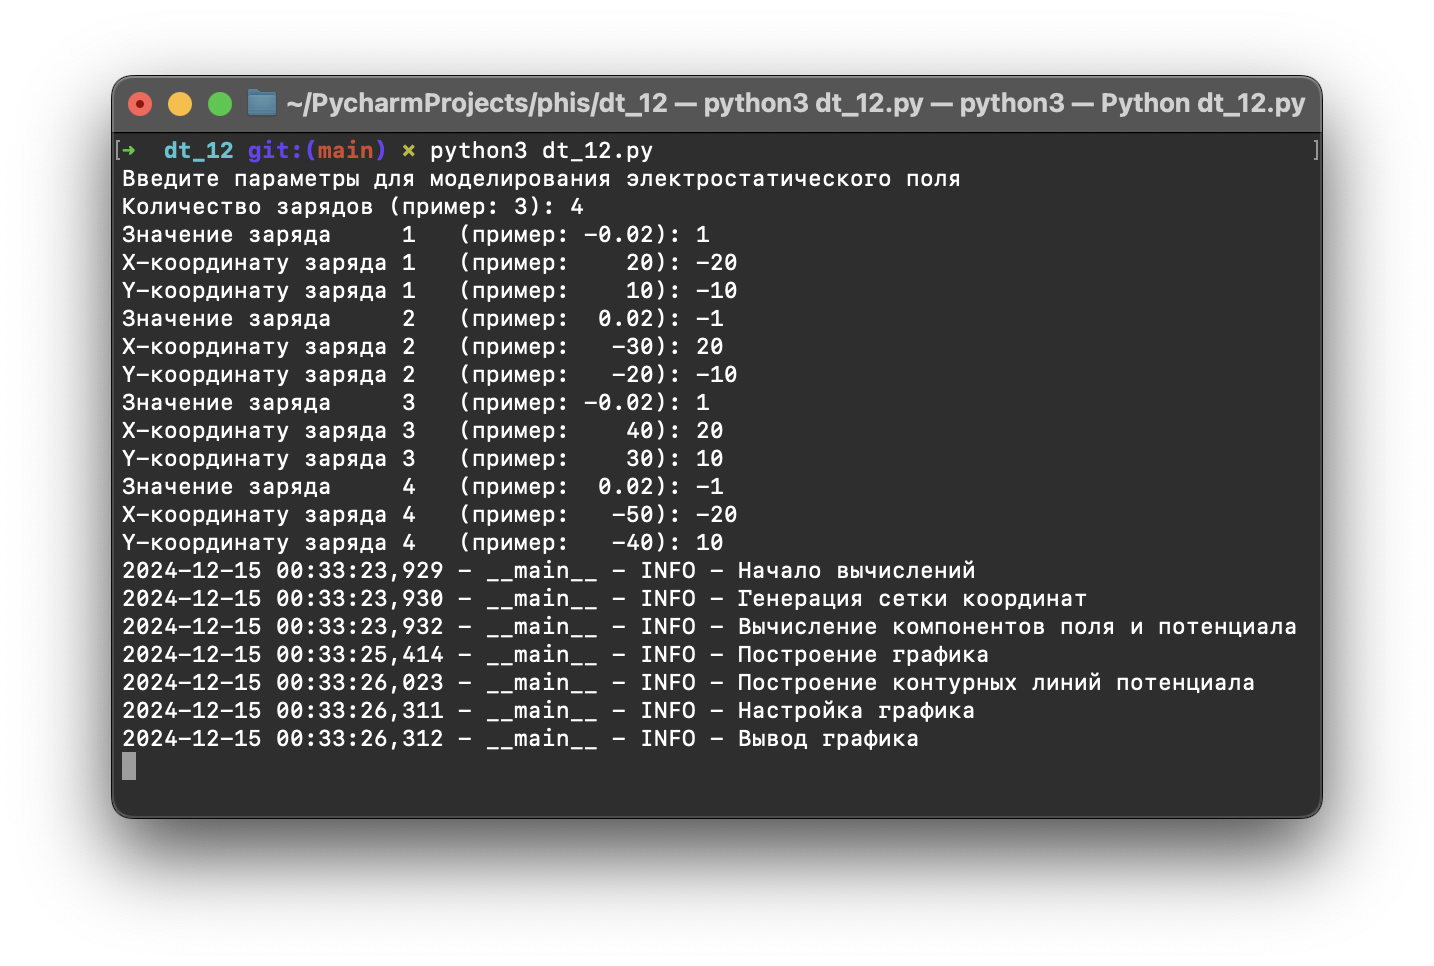 ~/PycharmProjects/phis/dt_12 — python3 dt_12.py — python3 — Python dt_12.py
[➜  dt_12 git:(main) × python3 dt_12.py ]
Введите параметры для моделирования электростатического поля
Количество зарядов (пример: 3): 4
Значение заряда     1   (пример: -0.02): 1
X-координату заряда 1   (пример:    20): -20
Y-координату заряда 1   (пример:    10): -10
Значение заряда     2   (пример:  0.02): -1
X-координату заряда 2   (пример:   -30): 20
Y-координату заряда 2   (пример:   -20): -10
Значение заряда     3   (пример: -0.02): 1
X-координату заряда 3   (пример:    40): 20
Y-координату заряда 3   (пример:    30): 10
Значение заряда     4   (пример:  0.02): -1
X-координату заряда 4   (пример:   -50): -20
Y-координату заряда 4   (пример:   -40): 10
2024-12-15 00:33:23,929 - __main__ - INFO - Начало вычислений
2024-12-15 00:33:23,930 - __main__ - INFO - Генерация сетки координат
2024-12-15 00:33:23,932 - __main__ - INFO - Вычисление компонентов поля и потенциала
2024-12-15 00:33:25,414 - __main__ - INFO - Построение графика
2024-12-15 00:33:26,023 - __main__ - INFO - Построение контурных линий потенциала
2024-12-15 00:33:26,311 - __main__ - INFO - Настройка графика
2024-12-15 00:33:26,312 - __main__ - INFO - Вывод графика